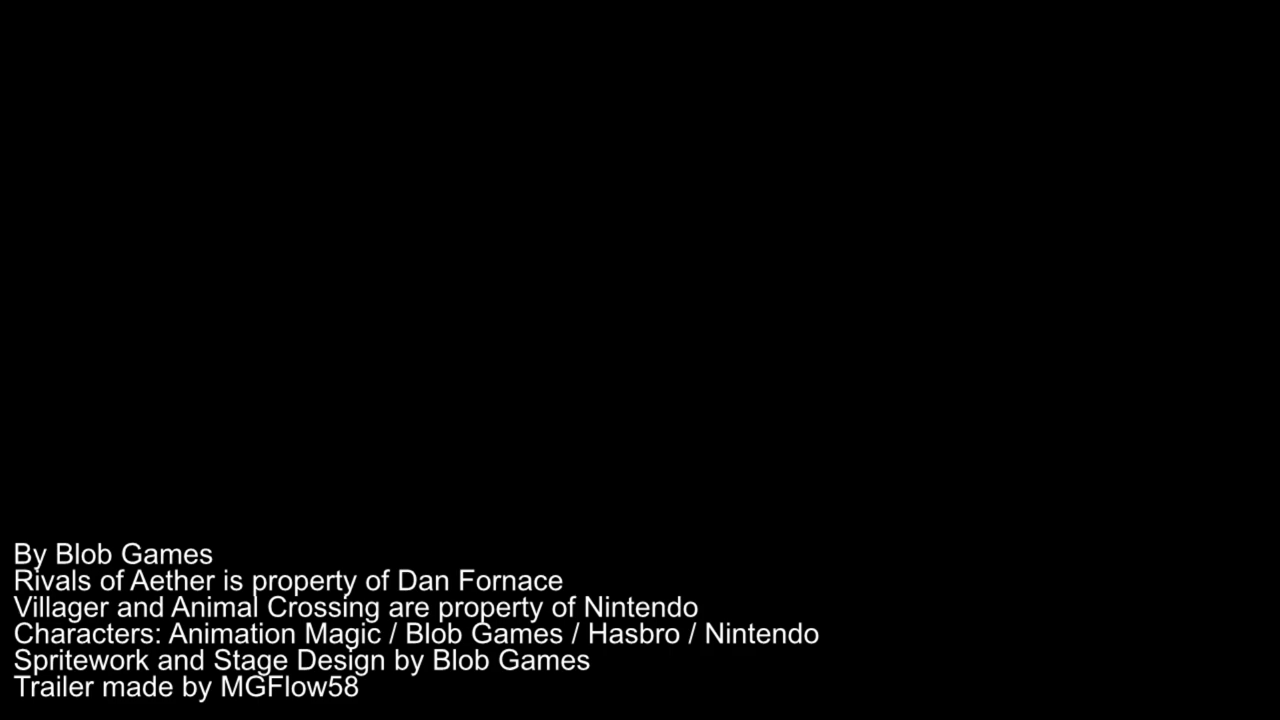 By Blob Games
Rivals of Aether is property of Dan Fornace
Villager and Animal Crossing are property of Nintendo
Characters: Animation Magic / Blob Games / Hasbro / Nintendo
Spritework and Stage Design by Blob Games
Trailer made by MGFlow58